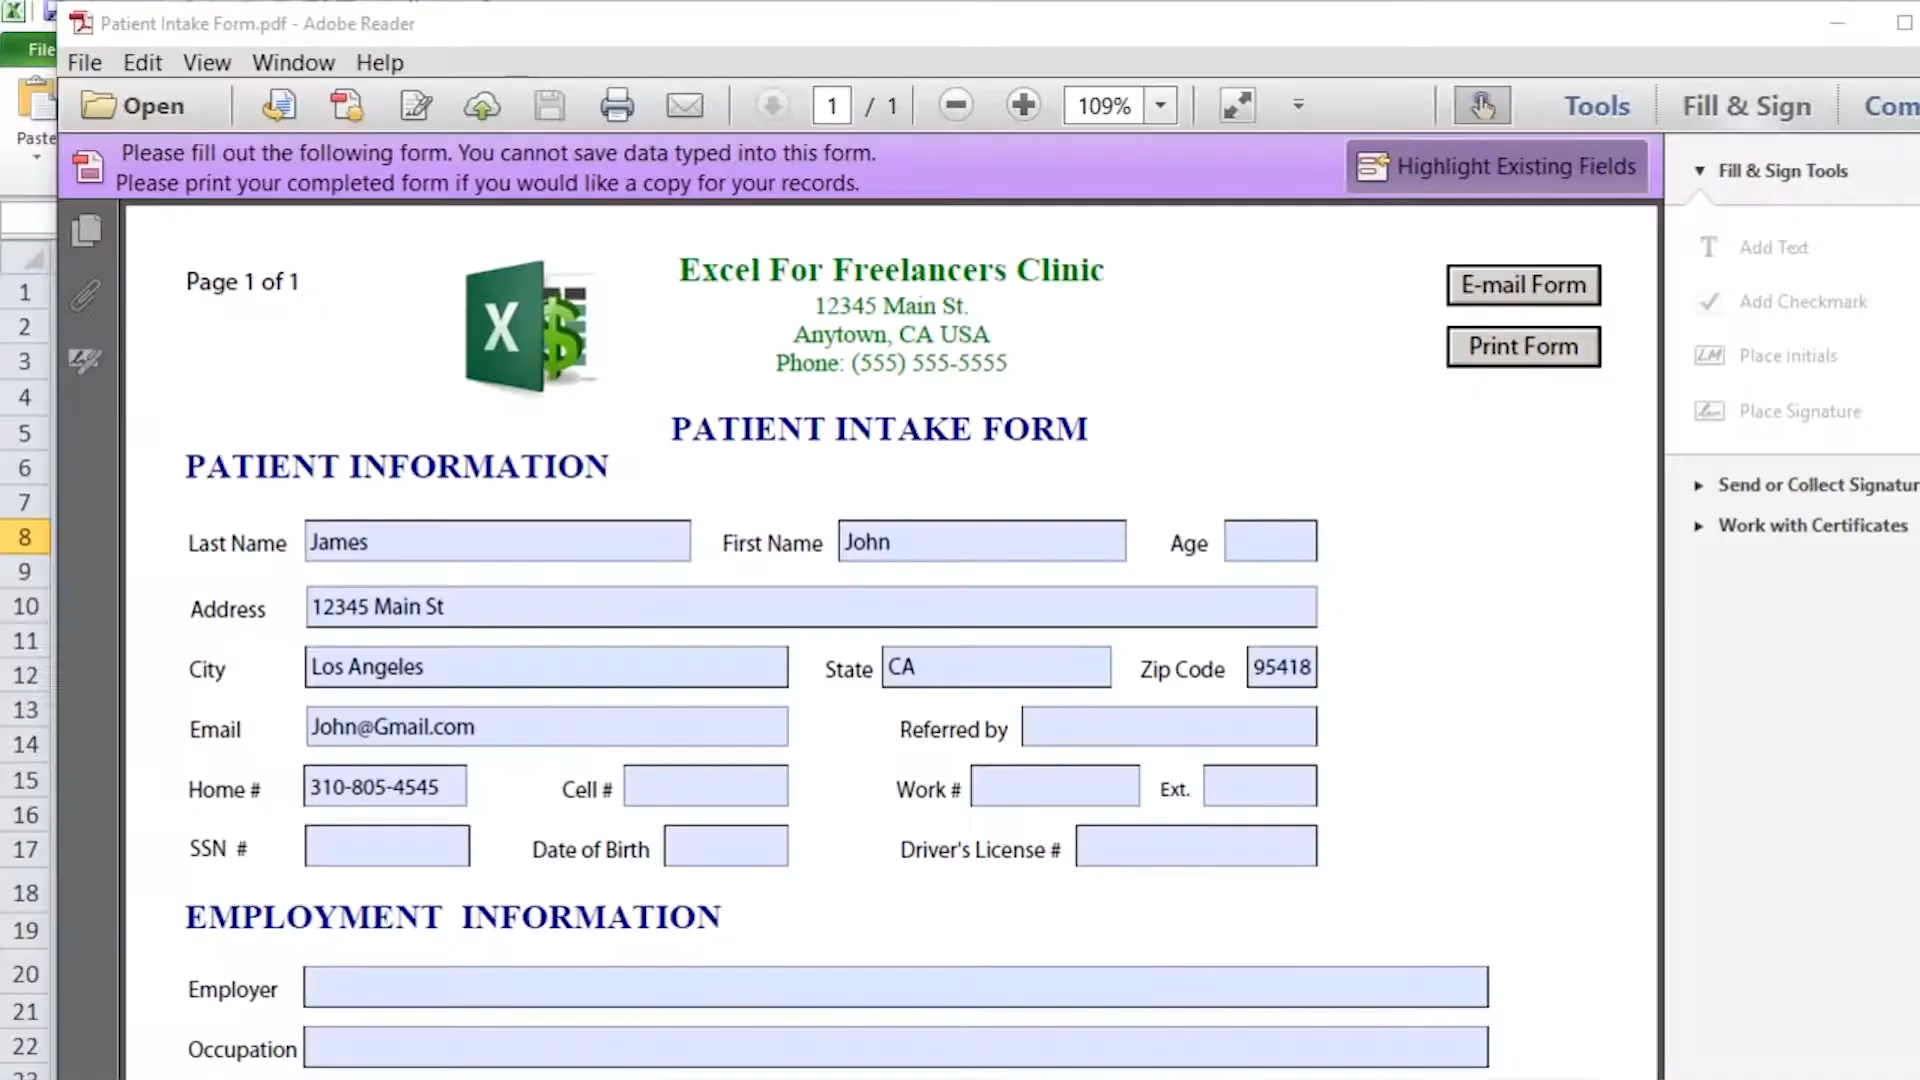 Patient Intake Form.pdf - Adobe Reader
File
File Edit View Window Help
Open 1 / 1 109% Tools Fill & Sign
Paste
Please fill out the following form. You cannot save data typed into this form.
Please print your completed form if you would like a copy for your records.
Highlight Existing Fields
Fill & Sign Tools
T Add Text
Add Checkmark
LM Place Initials
Place Signature
Send or Collect
Work with Certificates
Page 1 of 1
X $
Excel For Freelancers Clinic
12345 Main St.
Anytown, CA USA
Phone: (555) 555-5555
E-mail Form
Print Form
PATIENT INTAKE FORM
PATIENT INFORMATION
Last Name James First Name John Age
Address 12345 Main St
City Los Angeles State CA Zip Code 95418
Email John@Gmail.com Referred by
Home # 310-805-4545 Cell # Work # Ext.
SSN # Date of Birth Driver's License #
EMPLOYMENT INFORMATION
Employer
Occupation
1
2
3
4
5
6
7
8
9
10
11
12
13
14
15
16
17
18
19
20
21
22